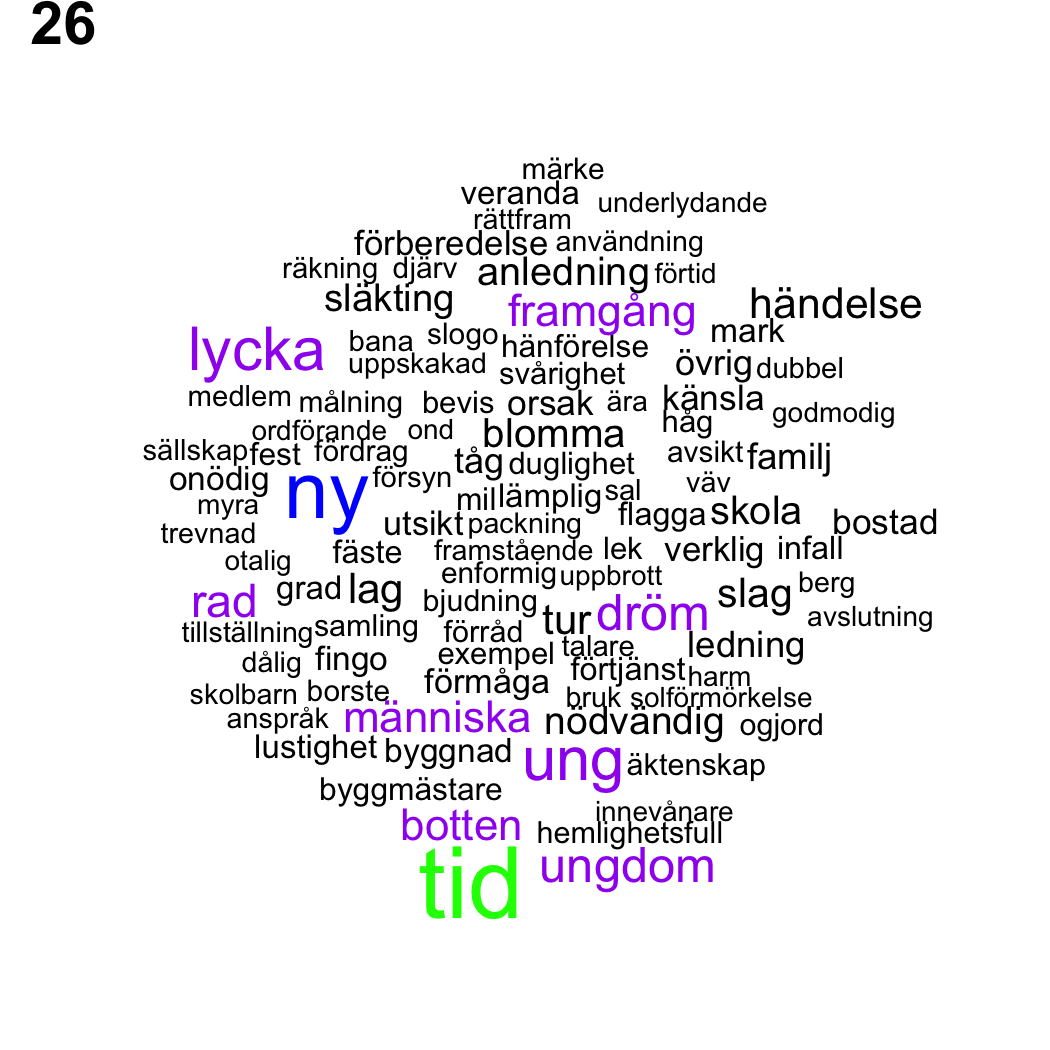 26
märke
veranda underlydande
rättfram
förberedelse användning
räkning djärv anledning förtid
släkting framgång händelse
lycka bana slogo hänförelse mark
uppskakad svårighet övrig dubbel
medlem målning bevis orsak ära känsla godmodig
ordförande ond blomma håg
sällskap fest fördrag tåg duglighet avsikt familj
onödig ny försyn mil lämplig sal väv
myra utsikt packning flagga skola bostad
trevnad fäste framstående lek verklig infall
otalig enformig uppbrott
rad grad lag bjudning tur dröm slag berg avslutning
tillställning samling förråd talare ledning
dålig fingo exempel förtjänst harm
skolbarn borste förmåga bruk solförmörkelse
anspråk människa nödvändig ogjord
lustighet byggnad ung äktenskap
byggmästare innevånare
botten hemlighetsfull
tid ungdom